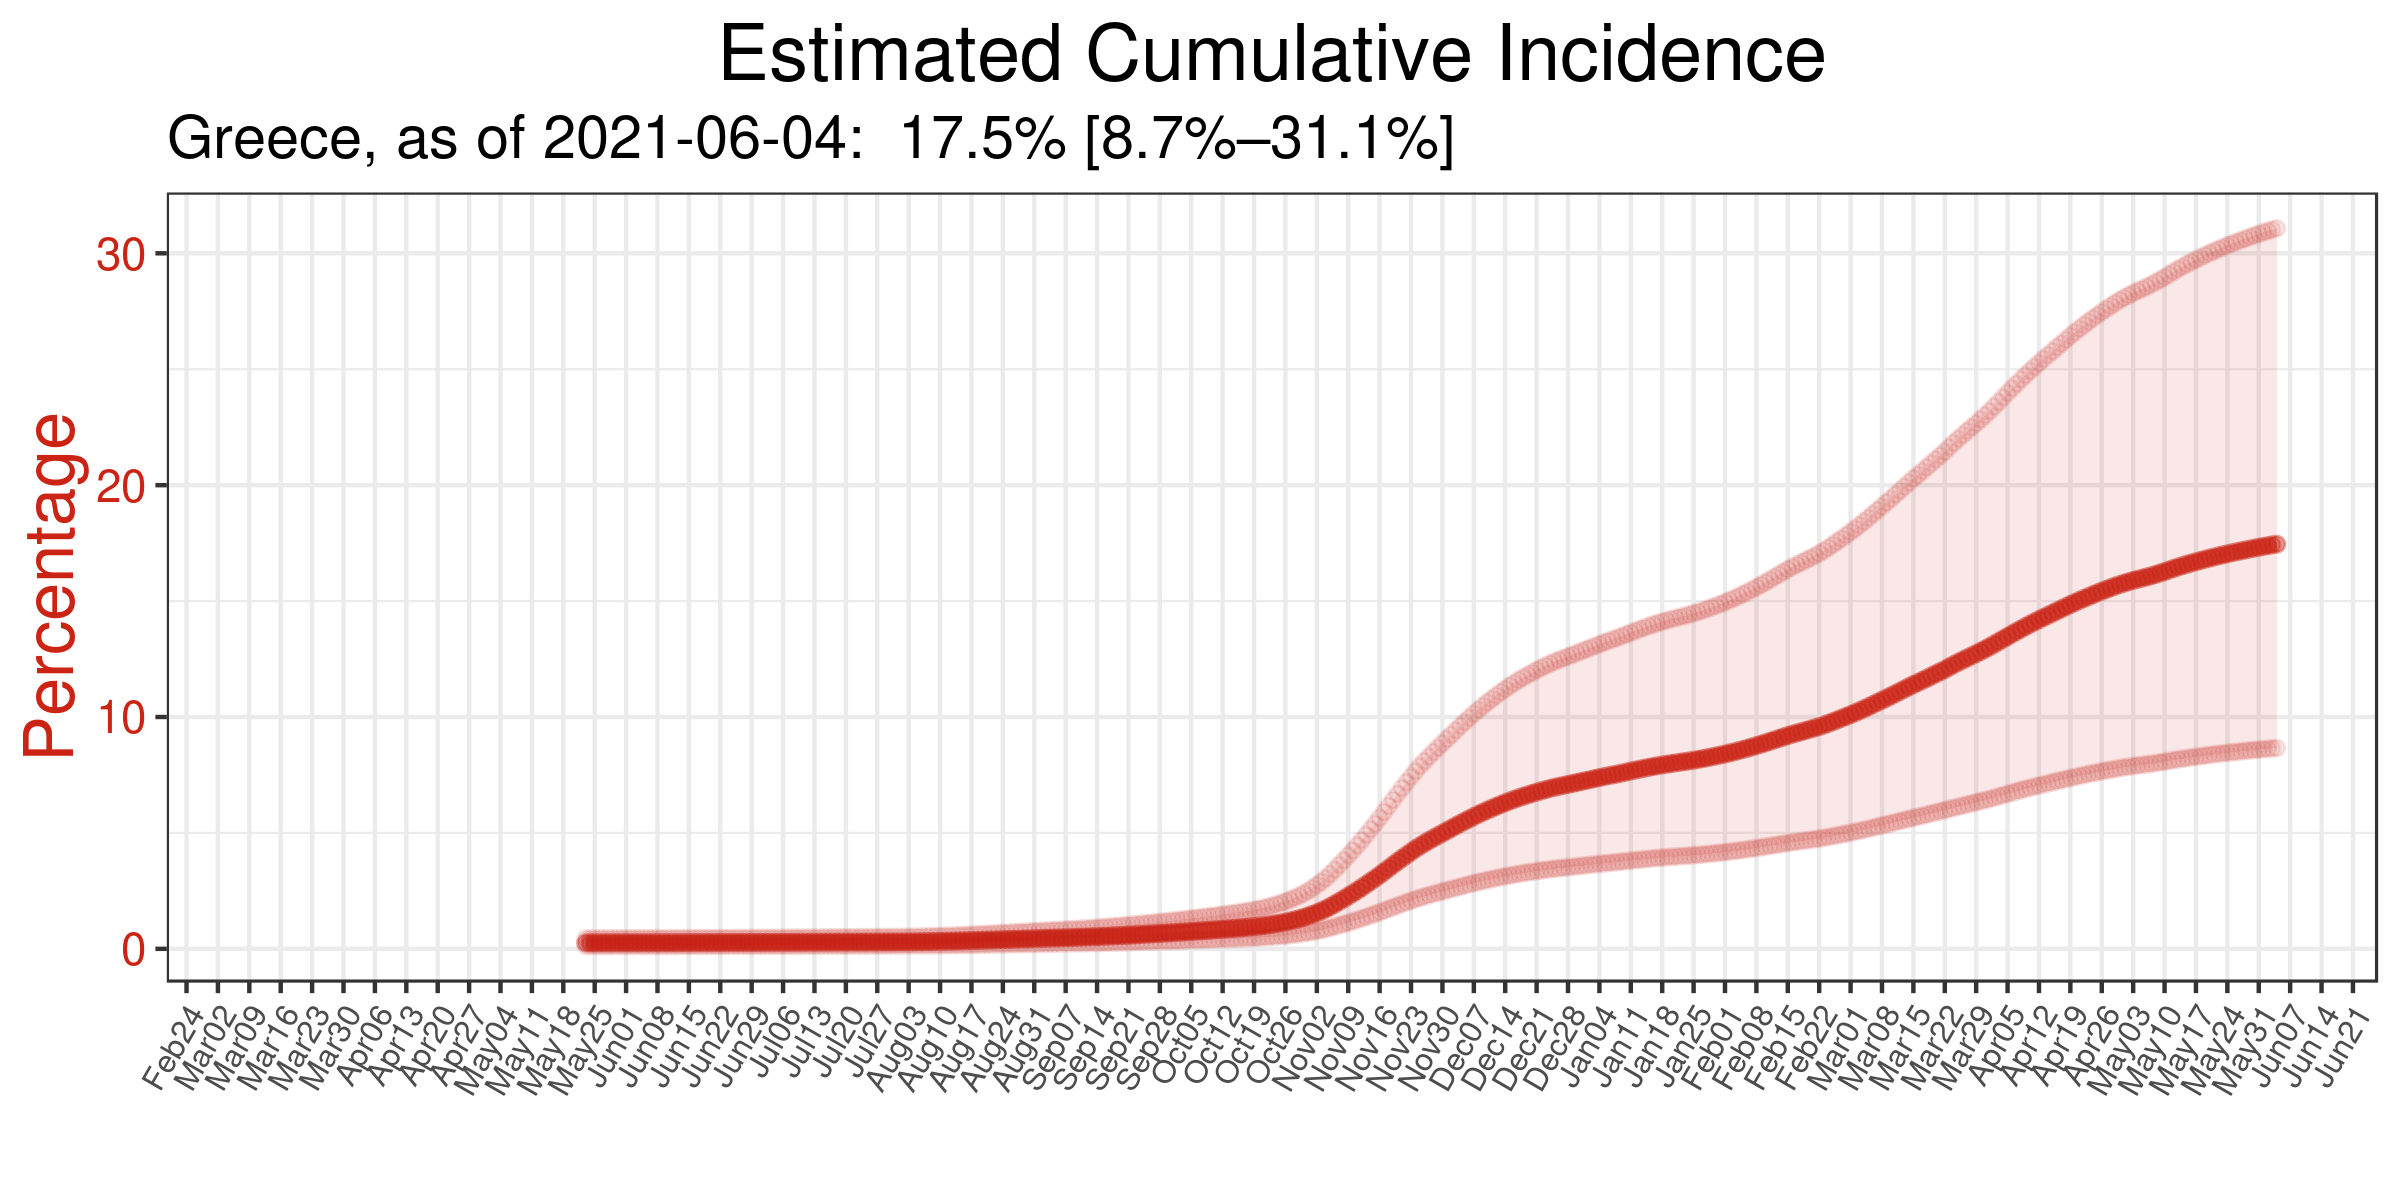 Estimated Cumulative Incidence
Greece, as of 2021-06-04:  17.5% [8.7%–31.1%]
Percentage
30
20
10
0
Feb24 Mar02 Mar09 Mar16 Mar23 Mar30 Apr06 Apr13 Apr20 Apr27 May04 May11 May18 May25 Jun01 Jun08 Jun15 Jun22 Jun29 Jul06 Jul13 Jul20 Jul27 Aug03 Aug10 Aug17 Aug24 Aug31 Sep07 Sep14 Sep21 Sep28 Oct05 Oct12 Oct19 Oct26 Nov02 Nov09 Nov16 Nov23 Nov30 Dec07 Dec14 Dec21 Dec28 Jan04 Jan11 Jan18 Jan25 Feb01 Feb08 Feb15 Feb22 Mar01 Mar08 Mar15 Mar22 Mar29 Apr05 Apr12 Apr19 Apr26 May03 May10 May17 May24 May31 Jun07 Jun14 Jun21